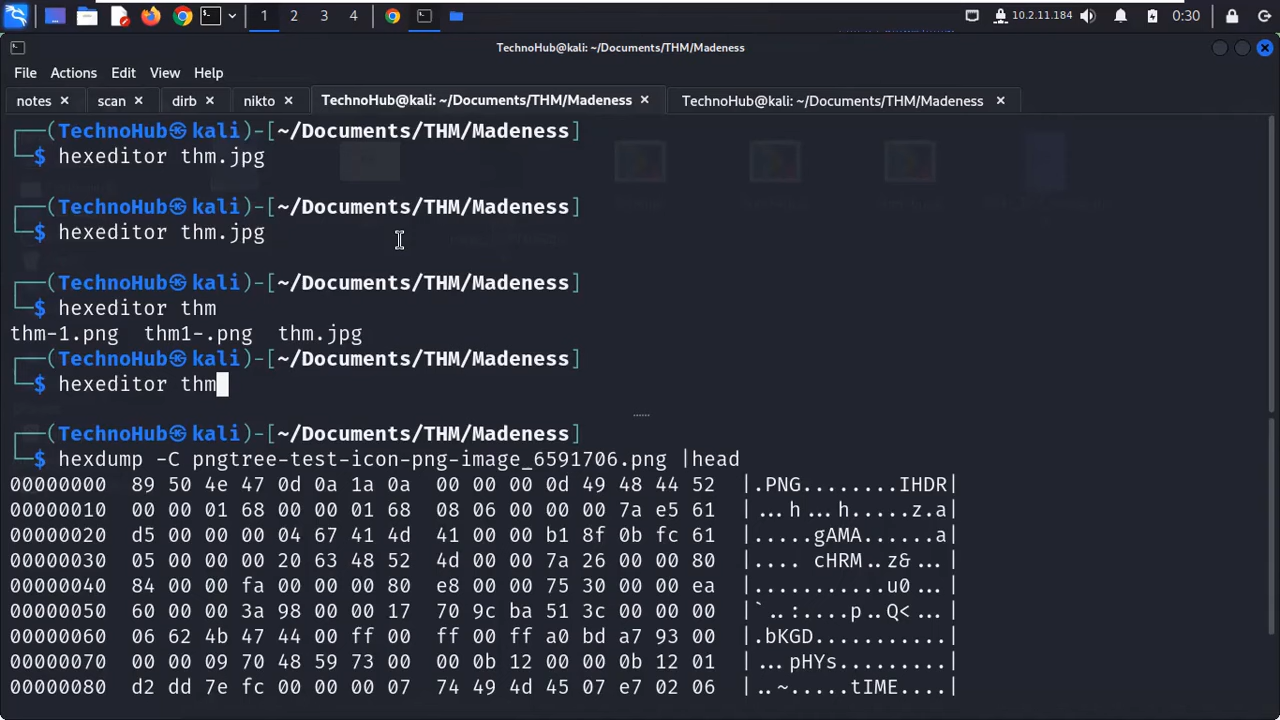 1 2 3 4 10.2.11.184 0:30
TechnoHub@kali: ~/Documents/THM/Madeness
File Actions Edit View Help
notes × scan × dirb × nikto × TechnoHub@kali: ~/Documents/THM/Madeness × TechnoHub@kali: ~/Documents/THM/Madeness ×
┌──(TechnoHub㉿kali)-[~/Documents/THM/Madeness]
└─$ hexeditor thm.jpg
┌──(TechnoHub㉿kali)-[~/Documents/THM/Madeness]
└─$ hexeditor thm.jpg
┌──(TechnoHub㉿kali)-[~/Documents/THM/Madeness]
└─$ hexeditor thm
thm-1.png thm1-.png thm.jpg
┌──(TechnoHub㉿kali)-[~/Documents/THM/Madeness]
└─$ hexeditor thm
┌──(TechnoHub㉿kali)-[~/Documents/THM/Madeness]
└─$ hexdump -C pngtree-test-icon-png-image_6591706.png |head
00000000 89 50 4e 47 0d 0a 1a 0a 00 00 00 0d 49 48 44 52 |.PNG........IHDR|
00000010 00 00 01 68 00 00 01 68 08 06 00 00 00 7a e5 61 |...h...h.....z.a|
00000020 d5 00 00 00 04 67 41 4d 41 00 00 b1 8f 0b fc 61 |.....gAMA......a|
00000030 05 00 00 00 20 63 48 52 4d 00 00 7a 26 00 00 80 |.... cHRM..z&...|
00000040 84 00 00 fa 00 00 00 80 e8 00 00 75 30 00 00 ea |...........u0...|
00000050 60 00 00 3a 98 00 00 17 70 9c ba 51 3c 00 00 00 |`..:....p..Q<...|
00000060 06 62 4b 47 44 00 ff 00 ff 00 ff a0 bd a7 93 00 |.bKGD...........|
00000070 00 00 09 70 48 59 73 00 00 0b 12 00 00 0b 12 01 |...pHYs.........|
00000080 d2 dd 7e fc 00 00 00 07 74 49 4d 45 07 e7 02 06 |..~.....tIME....|